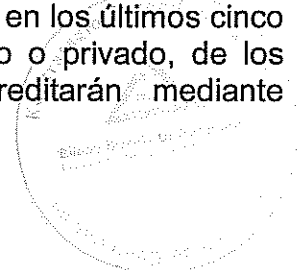 en los últimos cinco
o o privado, de los
reditarán mediante